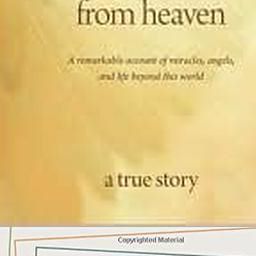 from heaven
A remarkable account of miracles, angels,
and life beyond this world
a true story
Copyrighted Material